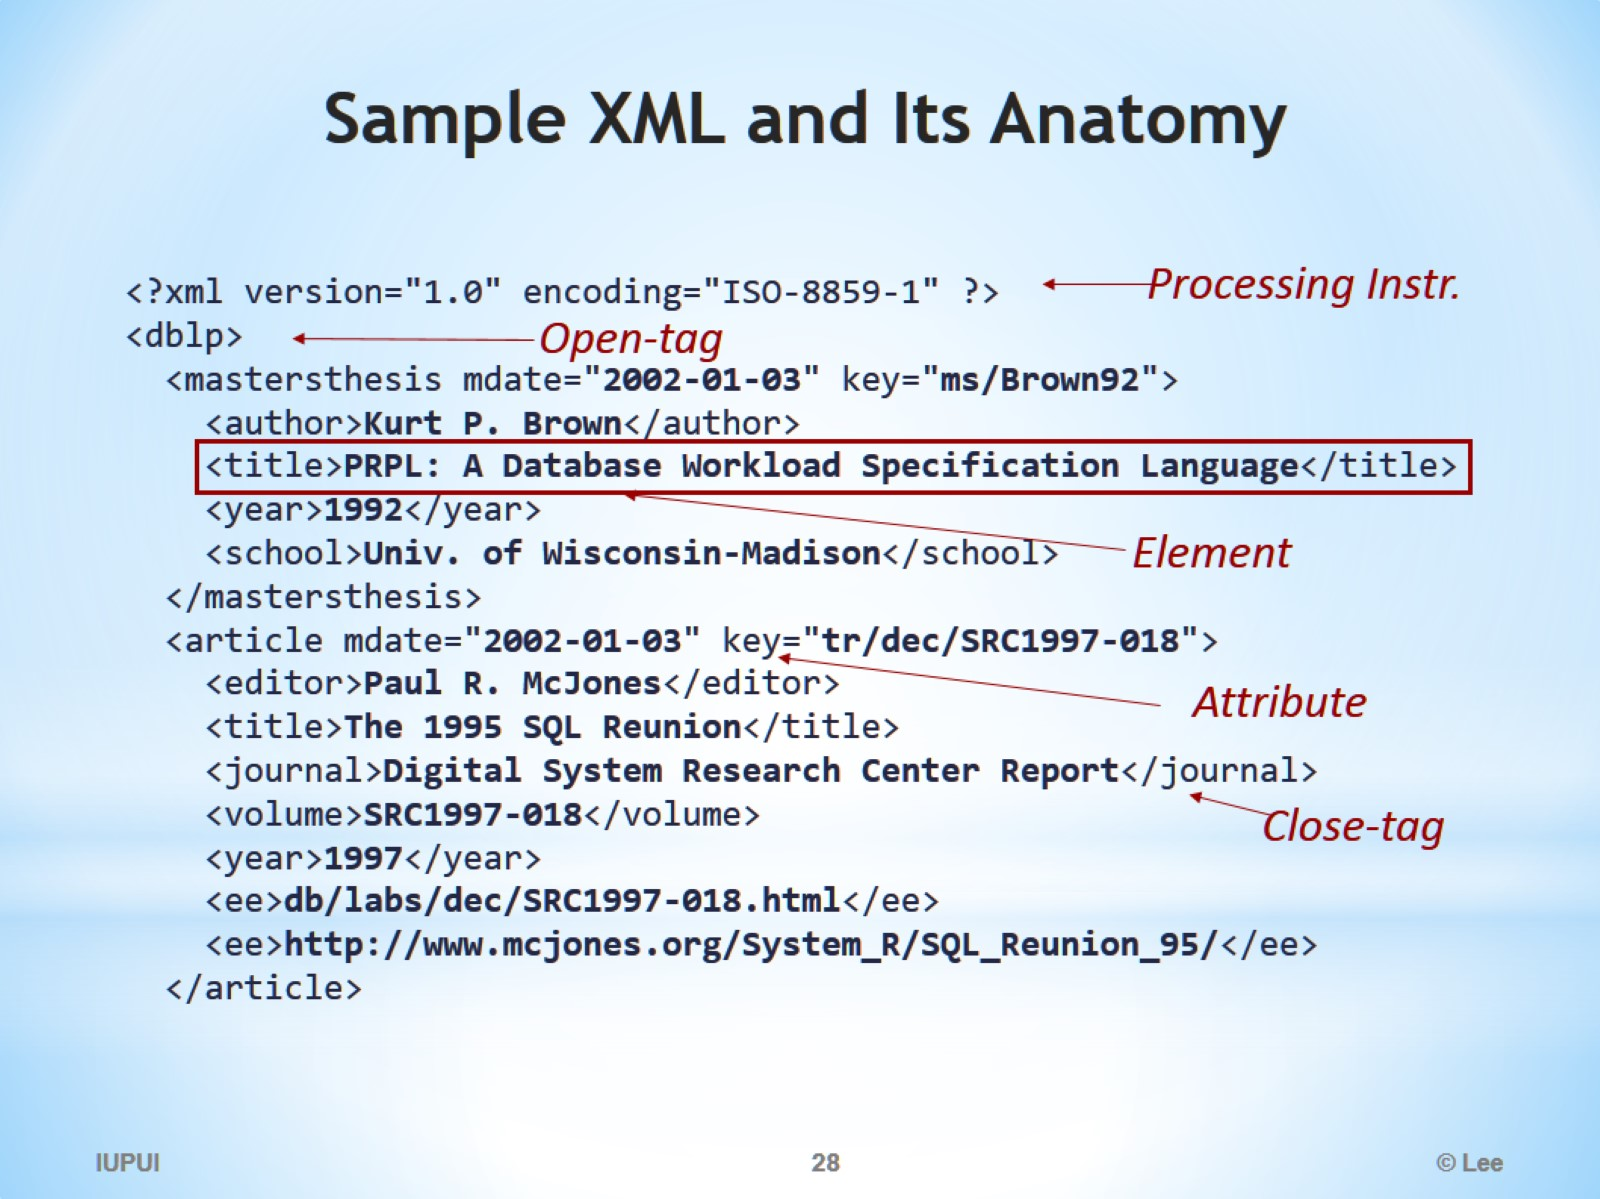 Sample XML and Its Anatomy
<?xml version="1.0" encoding="ISO-8859-1" ?>
Processing Instr.
<dblp>
Open-tag
<mastersthesis mdate="2002-01-03" key="ms/Brown92">
<author>Kurt P. Brown</author>
<title>PRPL: A Database Workload Specification Language</title>
<year>1992</year>
<school>Univ. of Wisconsin-Madison</school>
Element
</mastersthesis>
<article mdate="2002-01-03" key="tr/dec/SRC1997-018">
<editor>Paul R. McJones</editor>
Attribute
<title>The 1995 SQL Reunion</title>
<journal>Digital System Research Center Report</journal>
<volume>SRC1997-018</volume>
Close-tag
<year>1997</year>
<ee>db/labs/dec/SRC1997-018.html</ee>
<ee>http://www.mcjones.org/System_R/SQL_Reunion_95/</ee>
</article>
IUPUI
28
© Lee